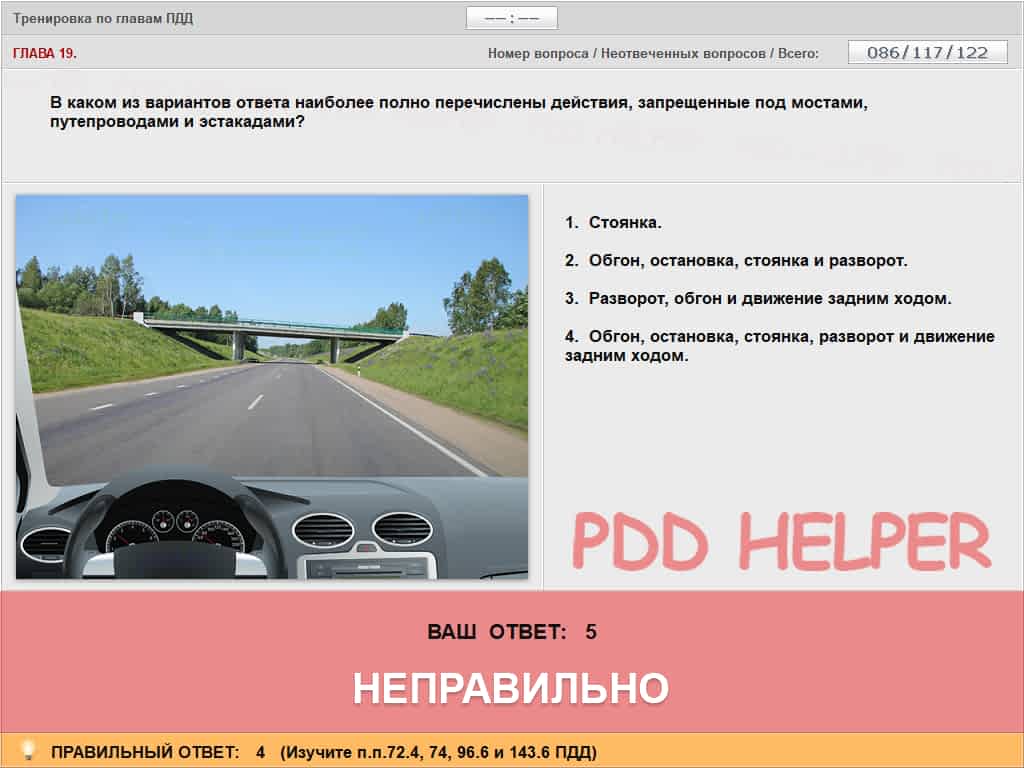 Тренировка по главам ПДД
—— : ——
ГЛАВА 19.
Номер вопроса / Неотвеченных вопросов / Всего:
086/117/122
В каком из вариантов ответа наиболее полно перечислены действия, запрещенные под мостами,
путепроводами и эстакадами?
1. Стоянка.
2. Обгон, остановка, стоянка и разворот.
3. Разворот, обгон и движение задним ходом.
4. Обгон, остановка, стоянка, разворот и движение
задним ходом.
PDD HELPER
ВАШ ОТВЕТ: 5
НЕПРАВИЛЬНО
ПРАВИЛЬНЫЙ ОТВЕТ: 4 (Изучите п.п.72.4, 74, 96.6 и 143.6 ПДД)